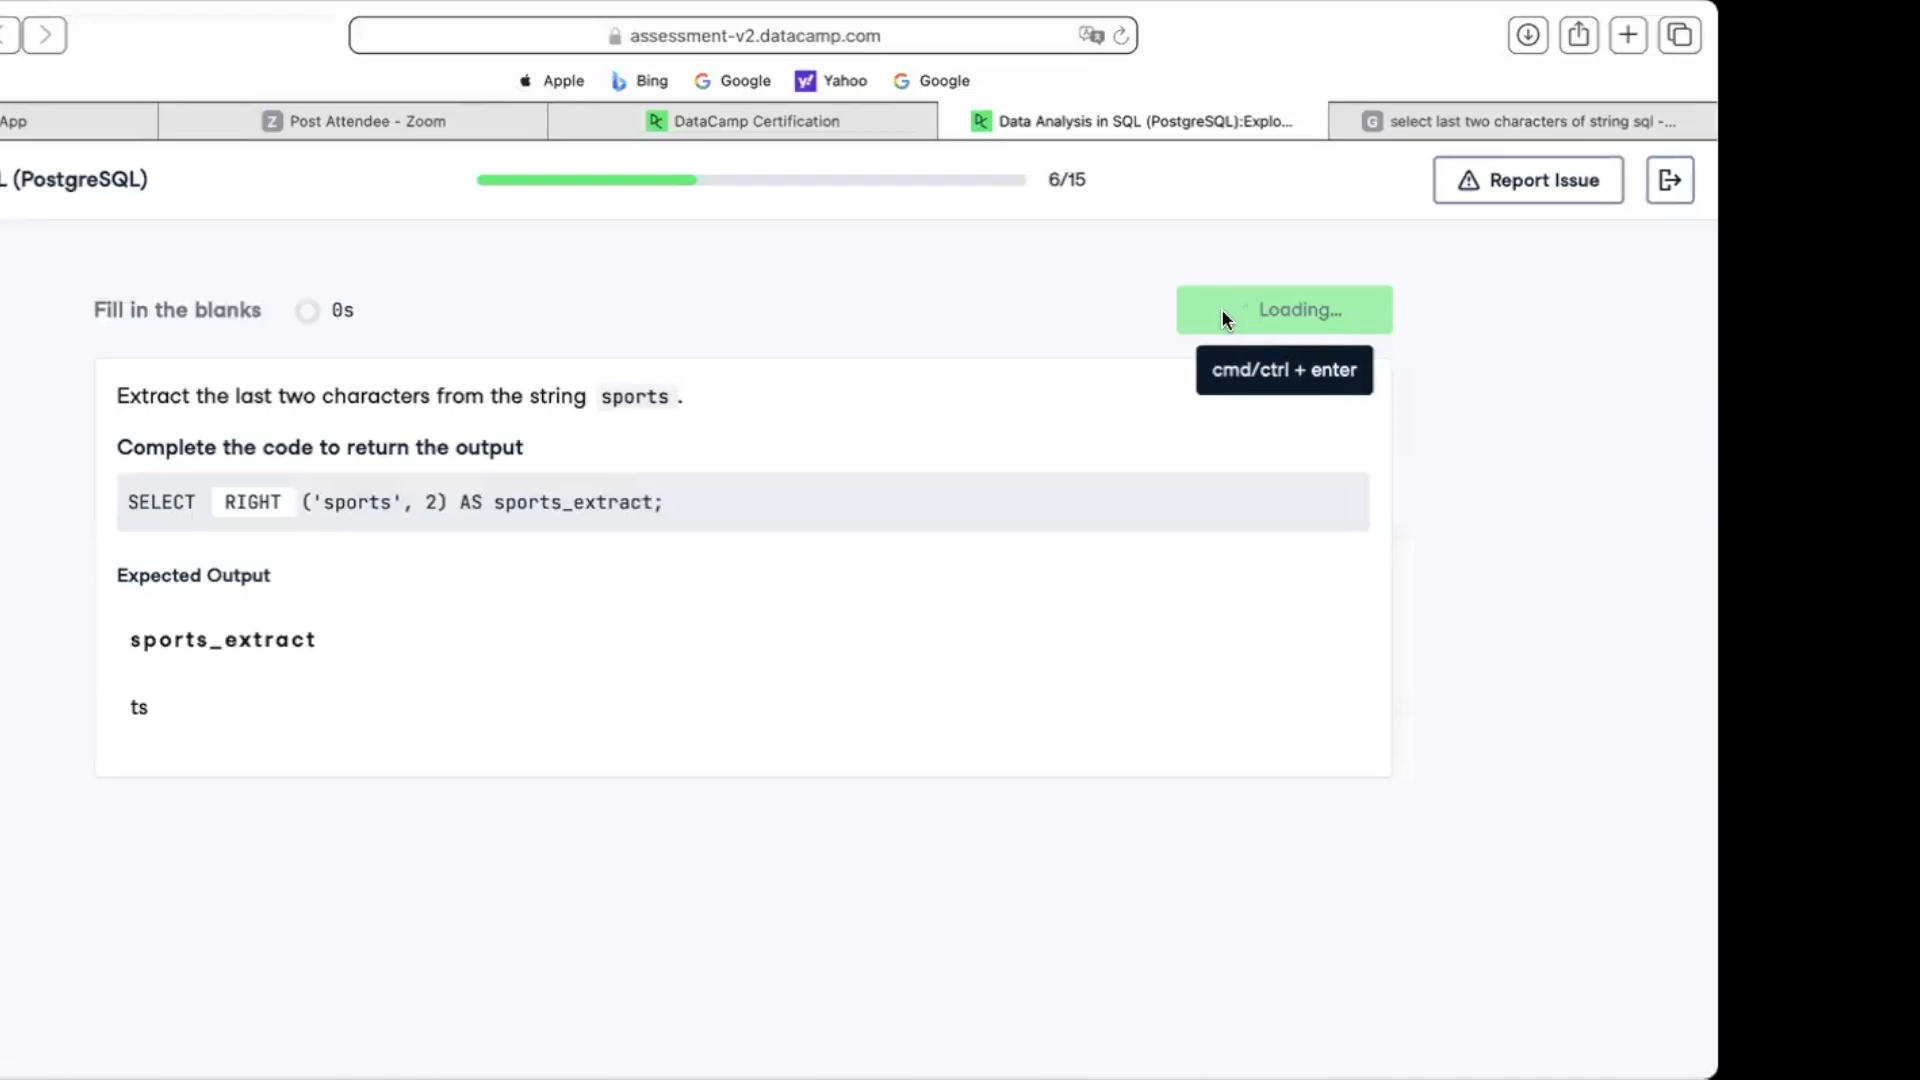 assessment-v2.datacamp.com
Apple Bing Google Yahoo Google
App Post Attendee - Zoom DataCamp Certification Data Analysis in SQL (PostgreSQL):Explo... select last two characters of string sql -...
L (PostgreSQL) 6/15 Report Issue
Fill in the blanks 0s Loading...
cmd/ctrl + enter
Extract the last two characters from the string sports .
Complete the code to return the output
SELECT RIGHT ('sports', 2) AS sports_extract;
Expected Output
sports_extract
ts